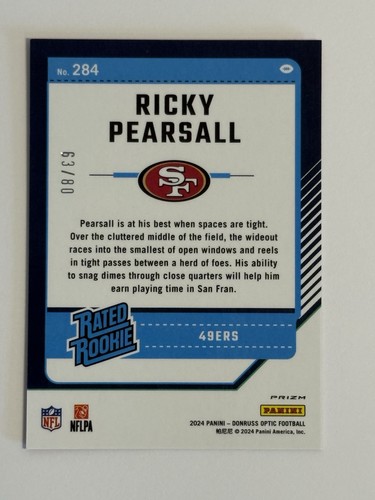 No. 284
RICKY
PEARSALL
63/80
SF
Pearsall is at his best when spaces are tight.
Over the cluttered middle of the field, the wideout
races into the smallest of open windows and reels
in tight passes between a herd of foes. His ability
to snag dimes through close quarters will help him
earn playing time in San Fran.
RATED
ROOKIE
49ERS
PRIZM
PANINI
NFL
NFLPA
2024 PANINI – DONRUSS OPTIC FOOTBALL
帕尼尼 © 2024 Panini America, Inc.